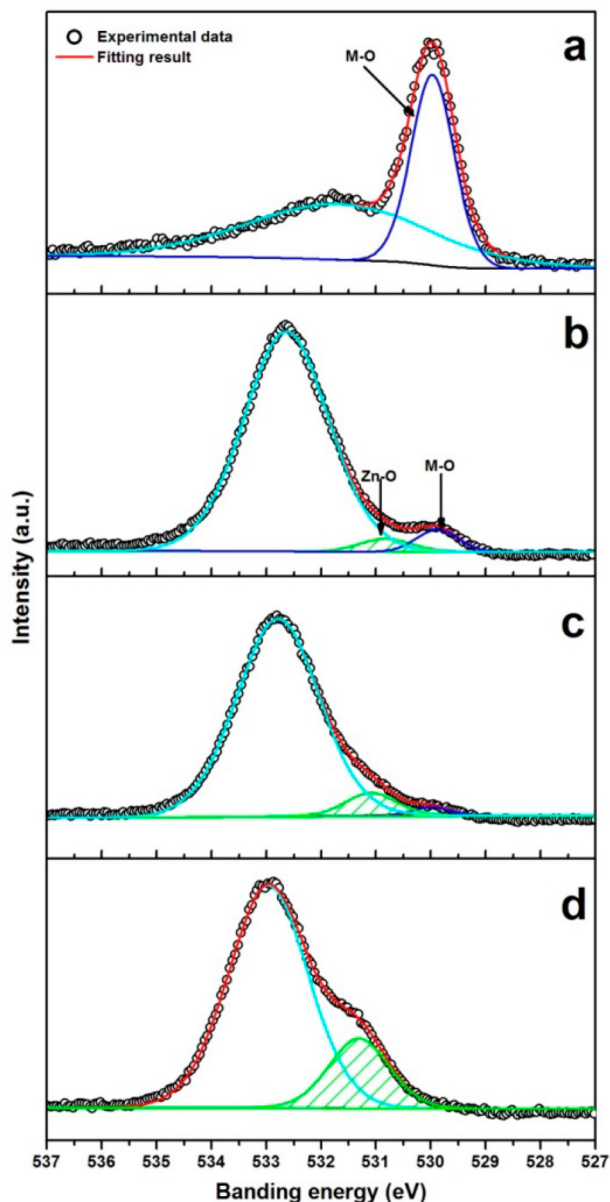 Experimental data
Fitting result
M-O
a
b
Zn-O
M-O
c
d
Intensity (a.u.)
537 536 535 534 533 532 531 530 529 528 527
Banding energy (eV)